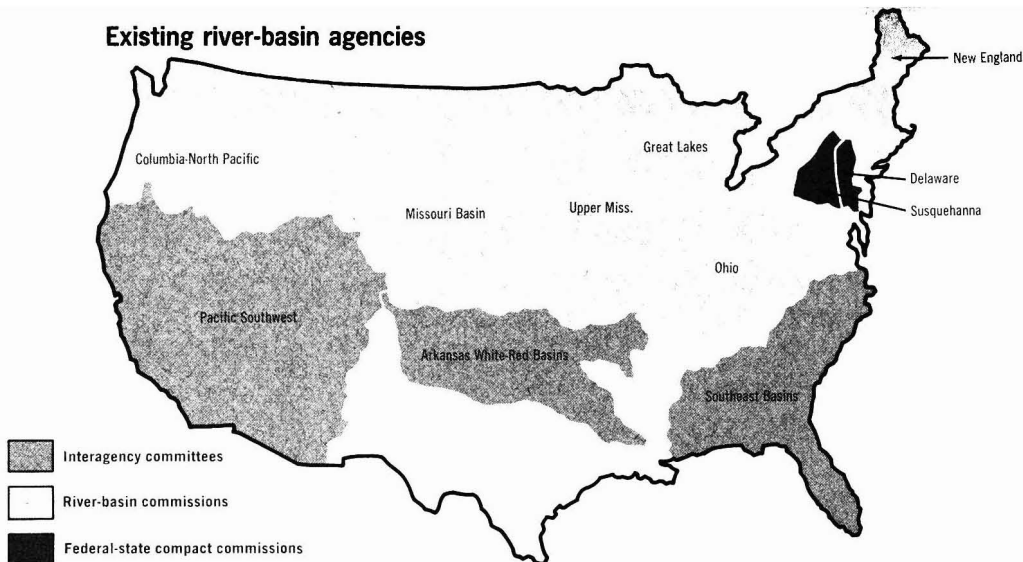 Existing river-basin agencies
New England
Great Lakes
Columbia-North Pacific
Delaware
Missouri Basin
Upper Miss.
Susquehanna
Ohio
Pacific Southwest
Arkansas White-Red Basins
Southeast Basins
Interagency committees
River-basin commissions
Federal-state compact commissions